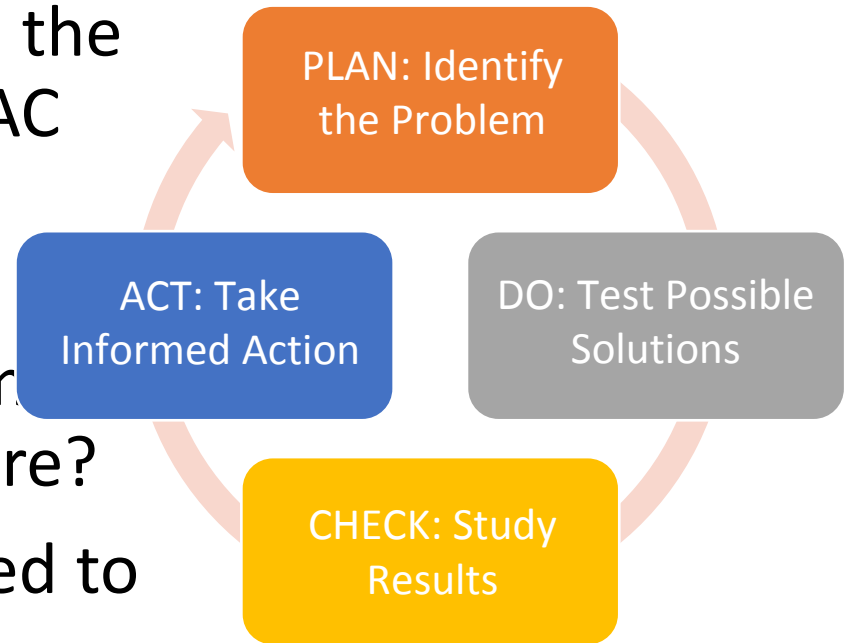 the
AC
re?
ed to
PLAN: Identify
the Problem
DO: Test Possible
Solutions
CHECK: Study
Results
ACT: Take
Informed Action